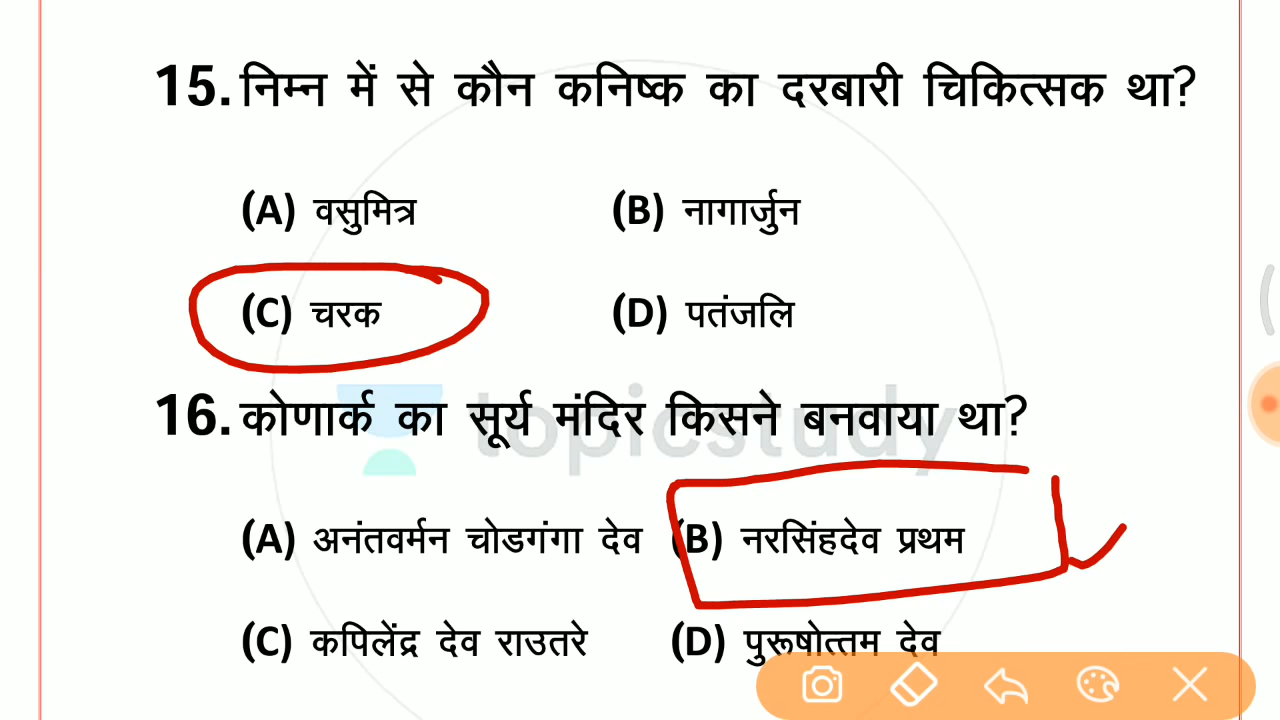 15. निम्न में से कौन कनिष्क का दरबारी चिकित्सक था?
(A) वसुमित्र (B) नागार्जुन
(C) चरक (D) पतंजलि
16. कोणार्क का सूर्य मंदिर किसने बनवाया था?
topicstudy
(A) अनंतवर्मन चोडगंगा देव (B) नरसिंहदेव प्रथम
(C) कपिलेंद्र देव राउतरे (D) पुरूषोत्तम देव